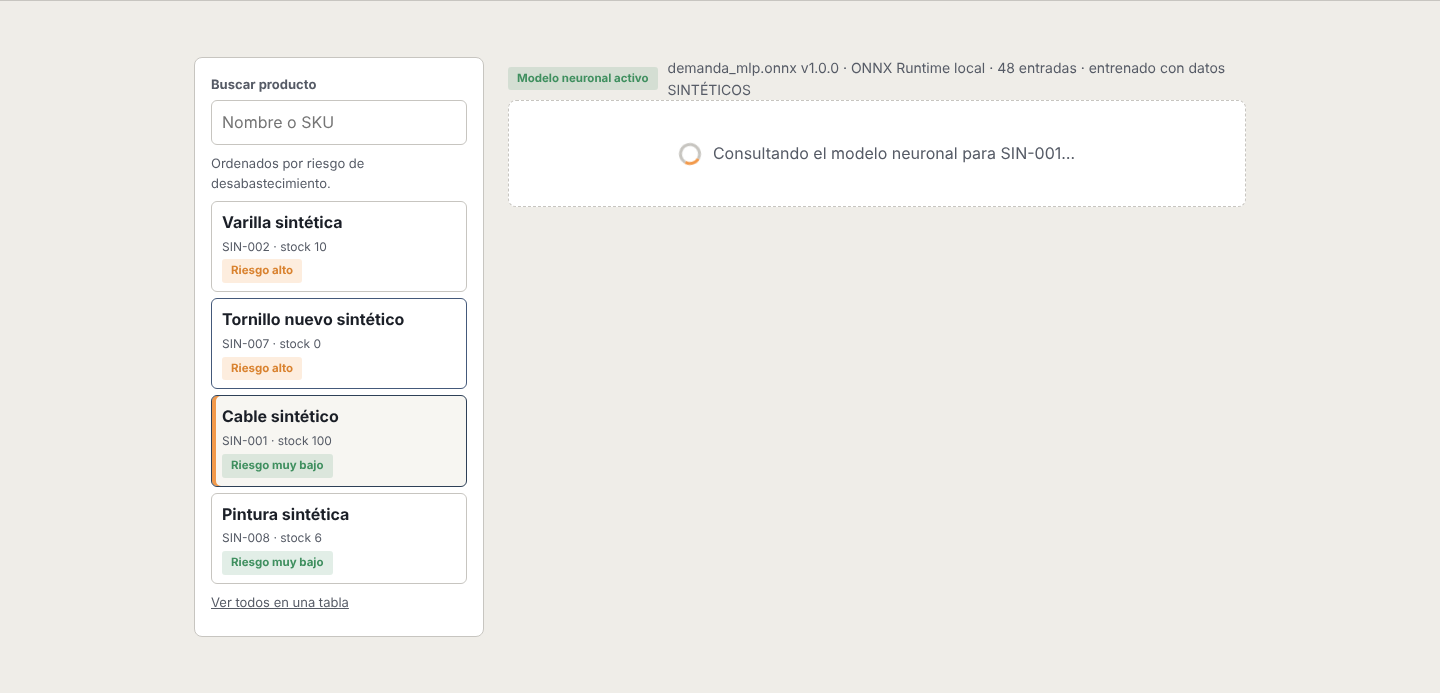 Buscar producto
Nombre o SKU
Ordenados por riesgo de
desabastecimiento.
Varilla sintética
SIN-002 · stock 10
Riesgo alto
Tornillo nuevo sintético
SIN-007 · stock 0
Riesgo alto
Cable sintético
SIN-001 · stock 100
Riesgo muy bajo
Pintura sintética
SIN-008 · stock 6
Riesgo muy bajo
Ver todos en una tabla
Modelo neuronal activo
demanda_mlp.onnx v1.0.0 · ONNX Runtime local · 48 entradas · entrenado con datos
SINTÉTICOS
Consultando el modelo neuronal para SIN-001...